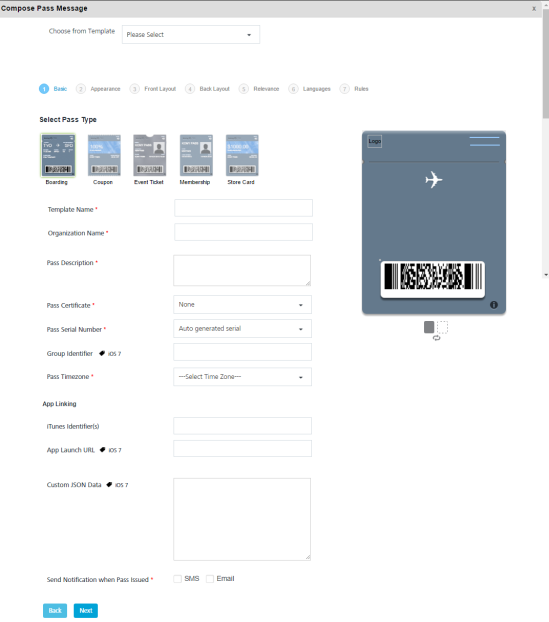 Compose Pass Message x
Choose from Template Please Select
1 Basic 2 Appearance 3 Front Layout 4 Back Layout 5 Relevance 6 Languages 7 Rules
Select Pass Type
Boarding Coupon Event Ticket Membership Store Card
Logo
Template Name *
Organization Name *
Pass Description *
Pass Certificate * None
Pass Serial Number * Auto generated serial
Group Identifier iOS 7
Pass Timezone * ---Select Time Zone---
App Linking
iTunes Identifier(s)
App Launch URL iOS 7
Custom JSON Data iOS 7
Send Notification when Pass Issued * SMS Email
Back Next